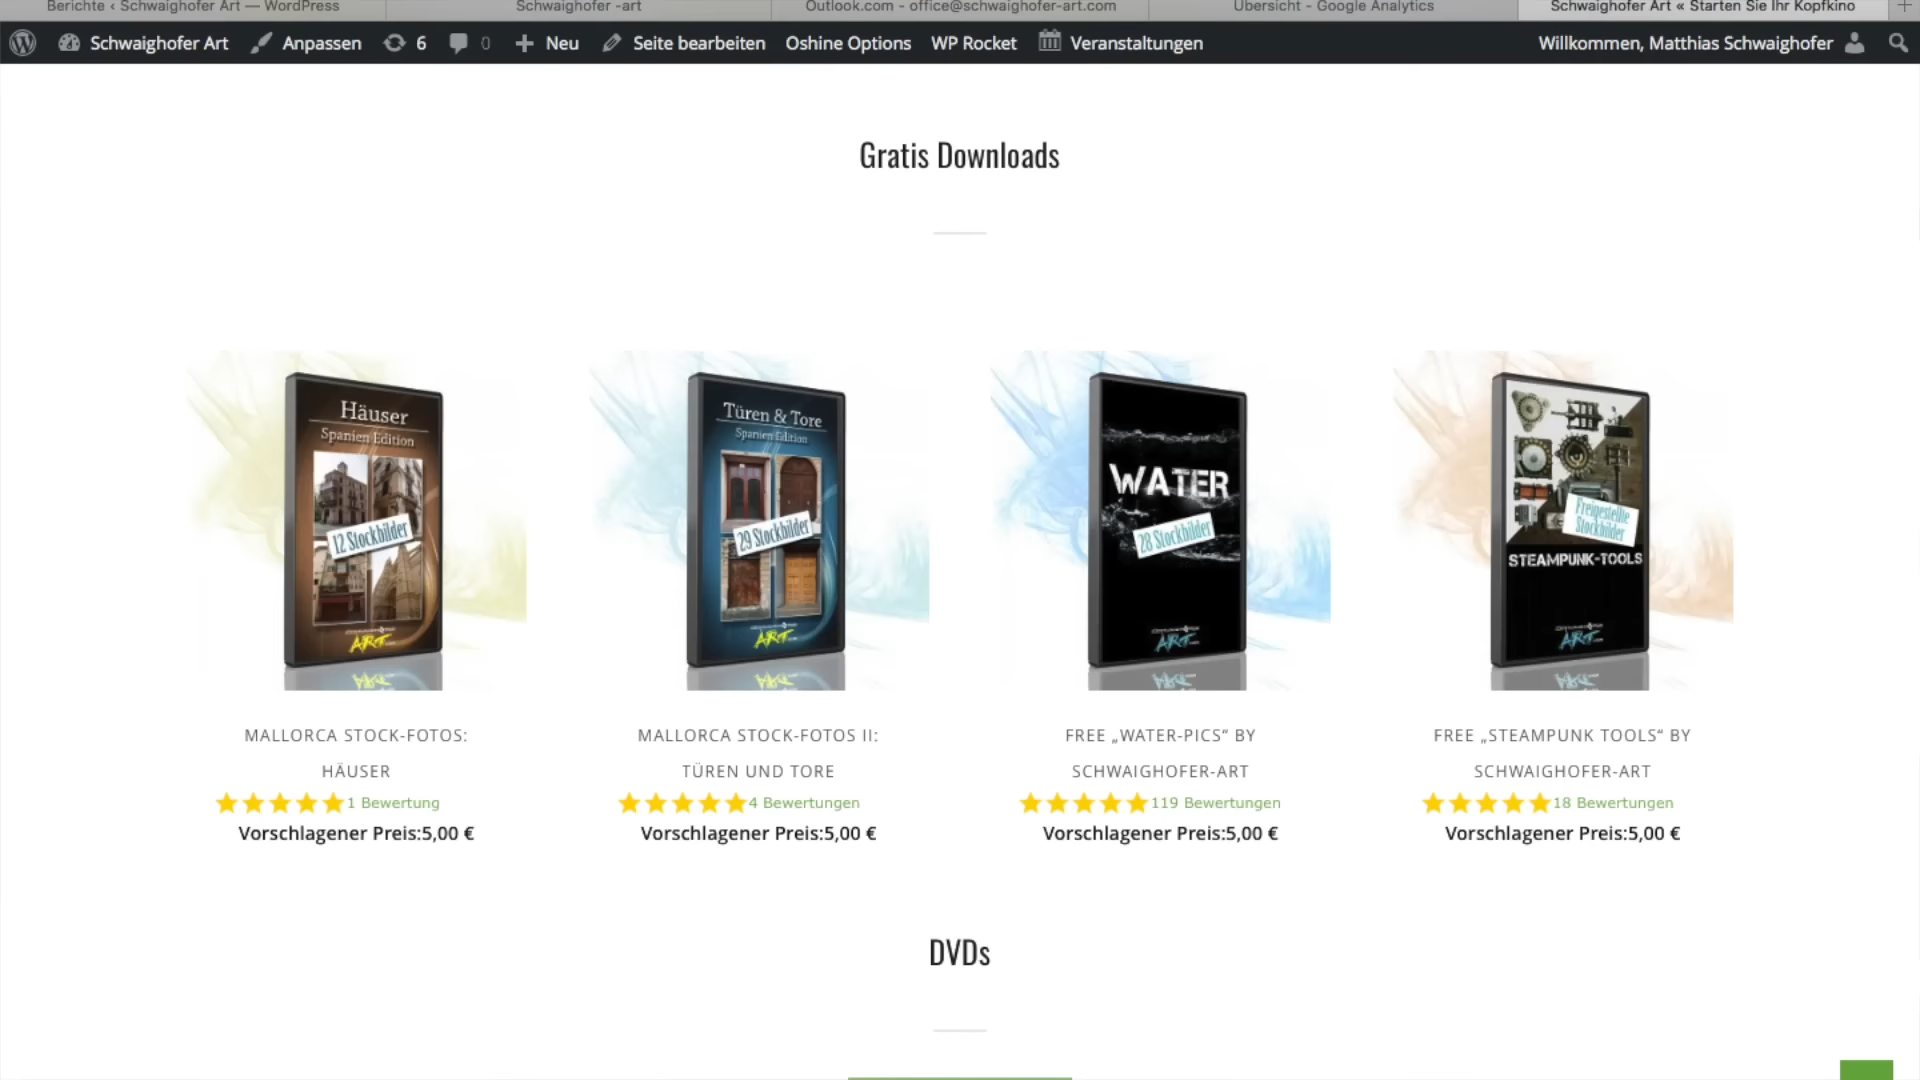 Berichte ‹ Schwaighofer Art — WordPress
Schwaighofer -art
Outlook.com - office@schwaighofer-art.com
Übersicht - Google Analytics
Schwaighofer Art « Starten Sie Ihr Kopfkino
Schwaighofer Art
Anpassen
6
0
Neu
Seite bearbeiten
Oshine Options
WP Rocket
Veranstaltungen
Willkommen, Matthias Schwaighofer
Gratis Downloads
Häuser
Spanien Edition
12 Stockbilder
ART
Türen & Tore
Spanien Edition
29 Stockbilder
ART
WATER
28 Stockbilder
ART
Freigestellte
Stockbilder
STEAMPUNK-TOOLS
ART
MALLORCA STOCK-FOTOS:
HÄUSER
1 Bewertung
Vorschlagener Preis:5,00 €
MALLORCA STOCK-FOTOS II:
TÜREN UND TORE
4 Bewertungen
Vorschlagener Preis:5,00 €
FREE „WATER-PICS“ BY
SCHWAIGHOFER-ART
119 Bewertungen
Vorschlagener Preis:5,00 €
FREE „STEAMPUNK TOOLS“ BY
SCHWAIGHOFER-ART
18 Bewertungen
Vorschlagener Preis:5,00 €
DVDs